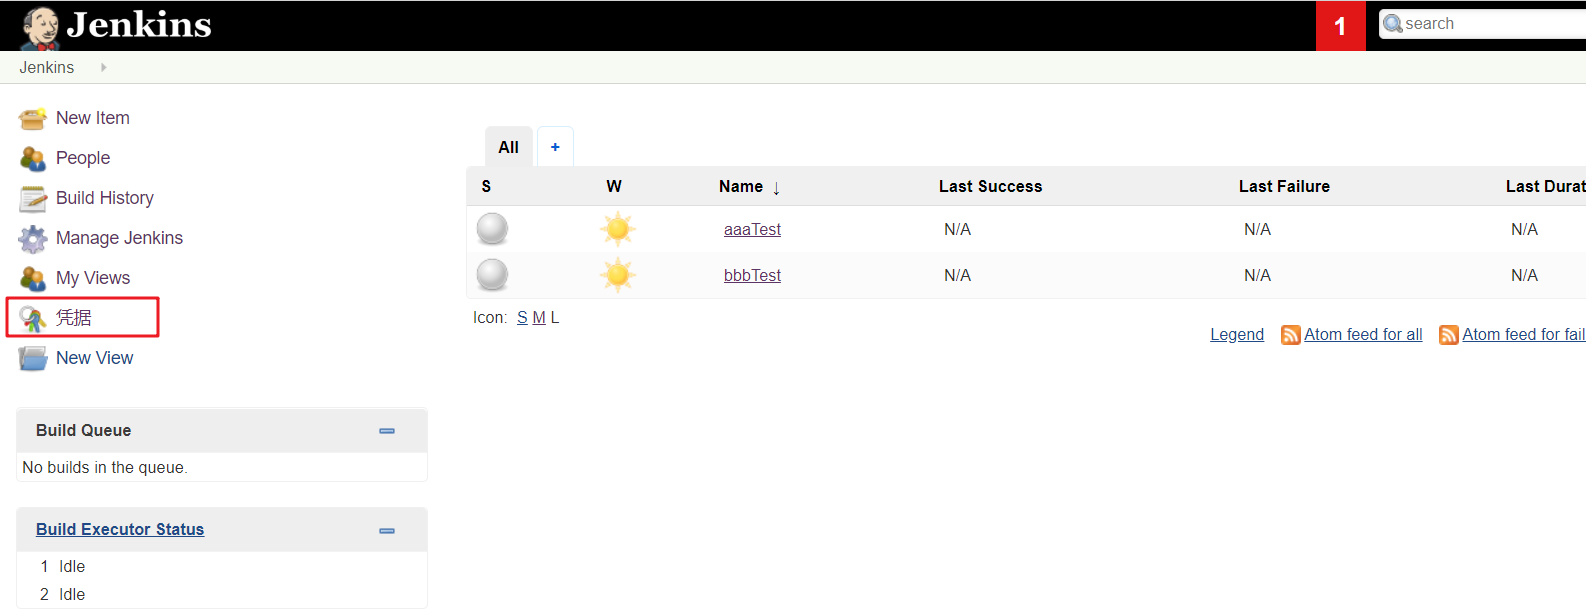 Jenkins
1
search
Jenkins
New Item
People
Build History
Manage Jenkins
My Views
凭据
New View
Build Queue
No builds in the queue.
Build Executor Status
1 Idle
2 Idle
All +
S W Name ↓ Last Success Last Failure Last Durat
aaaTest N/A N/A N/A
bbbTest N/A N/A N/A
Icon: S M L
Legend Atom feed for all Atom feed for fail